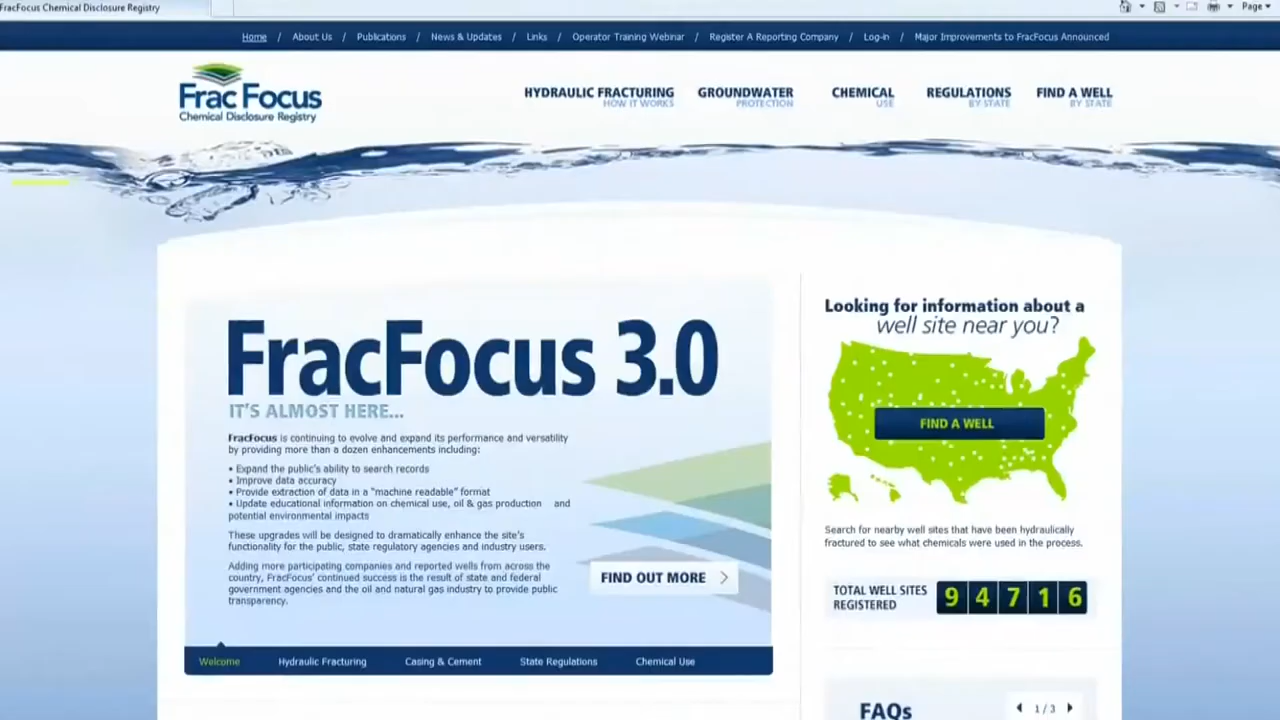 FracFocus Chemical Disclosure Registry
Page
Home / About Us / Publications / News & Updates / Links / Operator Training Webinar / Register A Reporting Company / Log-in / Major Improvements to FracFocus Announced
Frac Focus
Chemical Disclosure Registry
HYDRAULIC FRACTURING
HOW IT WORKS
GROUNDWATER
PROTECTION
CHEMICAL
USE
REGULATIONS
BY STATE
FIND A WELL
BY STATE
FracFocus 3.0
IT'S ALMOST HERE...
FracFocus is continuing to evolve and expand its performance and versatility
by providing more than a dozen enhancements including:
• Expand the public's ability to search records
• Improve data accuracy
• Provide extraction of data in a "machine readable" format
• Update educational information on chemical use, oil & gas production and
potential environmental impacts
These upgrades will be designed to dramatically enhance the site's
functionality for the public, state regulatory agencies and industry users.
Adding more participating companies and reported wells from across the
country, FracFocus' continued success is the result of state and federal
government agencies and the oil and natural gas industry to provide public
transparency.
FIND OUT MORE
Welcome
Hydraulic Fracturing
Casing & Cement
State Regulations
Chemical Use
Looking for information about a
well site near you?
FIND A WELL
Search for nearby well sites that have been hydraulically
fractured to see what chemicals were used in the process.
TOTAL WELL SITES
REGISTERED
9 4 7 1 6
FAQs
1 / 3